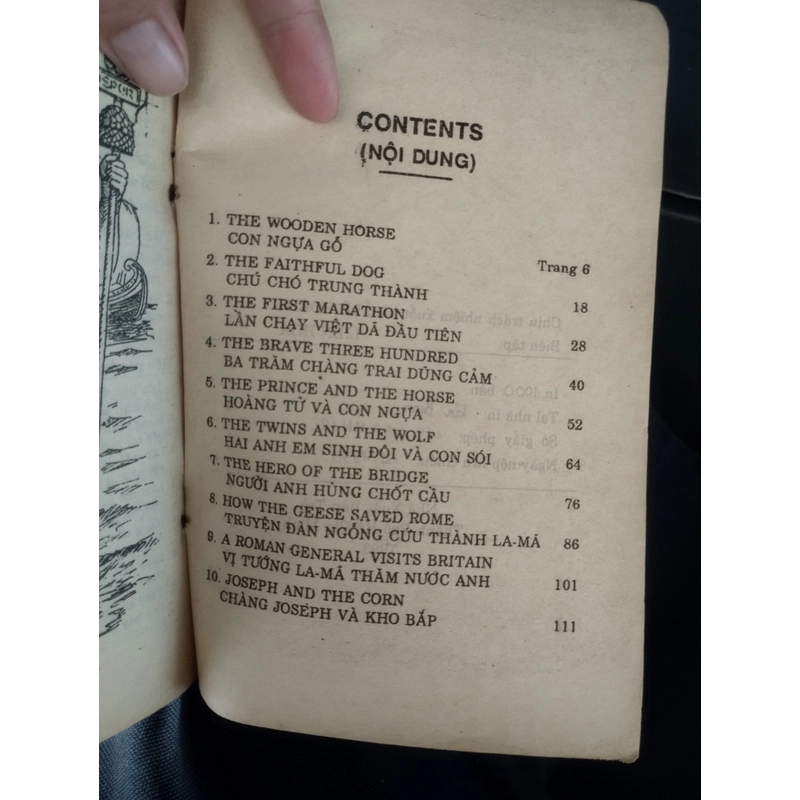 CONTENTS
(NỘI DUNG)
1. THE WOODEN HORSE
CON NGỰA GỖ Trang 6
2. THE FAITHFUL DOG
CHÚ CHÓ TRUNG THÀNH 18
3. THE FIRST MARATHON
LẦN CHẠY VIỆT DÃ ĐẦU TIÊN 28
4. THE BRAVE THREE HUNDRED
BA TRĂM CHÀNG TRAI DŨNG CẢM 40
5. THE PRINCE AND THE HORSE
HOÀNG TỬ VÀ CON NGỰA 52
6. THE TWINS AND THE WOLF
HAI ANH EM SINH ĐÔI VÀ CON SÓI 64
7. THE HERO OF THE BRIDGE
NGƯỜI ANH HÙNG CHỐT CẦU 76
8. HOW THE GEESE SAVED ROME
TRUYỆN ĐÀN NGỖNG CỨU THÀNH LA-MÃ 86
9. A ROMAN GENERAL VISITS BRITAIN
VỊ TƯỚNG LA-MÃ THĂM NƯỚC ANH 101
10. JOSEPH AND THE CORN
CHÀNG JOSEPH VÀ KHO BẮP 111